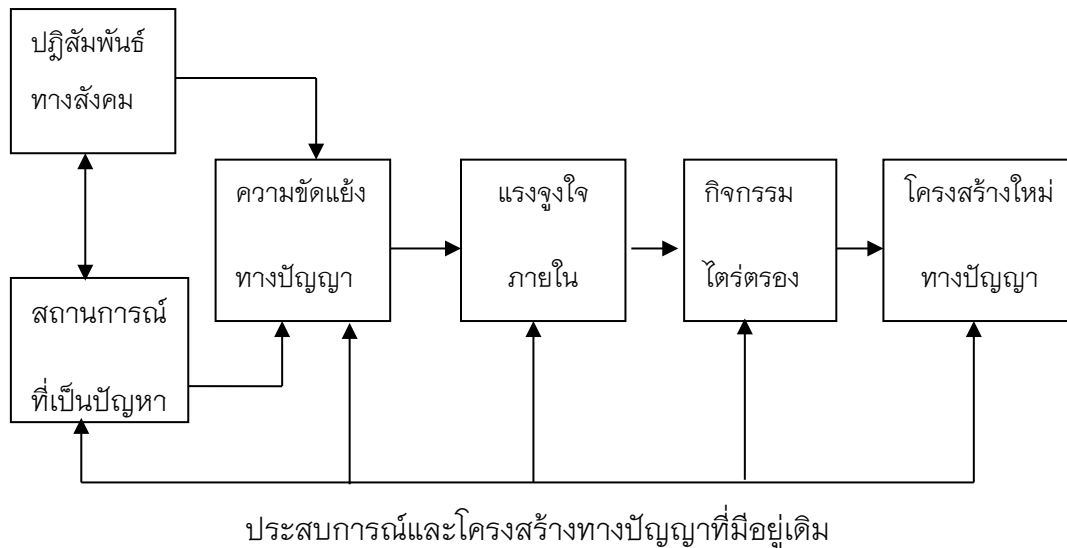 ปฎิสัมพันธ์
ทางสังคม
ความขัดแย้ง
ทางปัญญา
แรงจูงใจ
ภายใน
กิจกรรม
ไตร่ตรอง
โครงสร้างใหม่
ทางปัญญา
สถานการณ์
ที่เป็นปัญหา
ประสบการณ์และโครงสร้างทางปัญญาที่มีอยู่เดิม